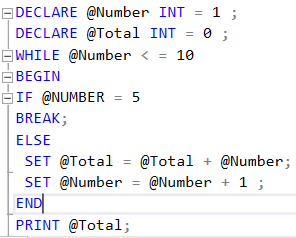 DECLARE @Number INT = 1 ;
DECLARE @Total INT = 0 ;
WHILE @Number < = 10
BEGIN
IF @NUMBER = 5
BREAK;
ELSE
SET @Total = @Total + @Number;
SET @Number = @Number + 1 ;
END
PRINT @Total;